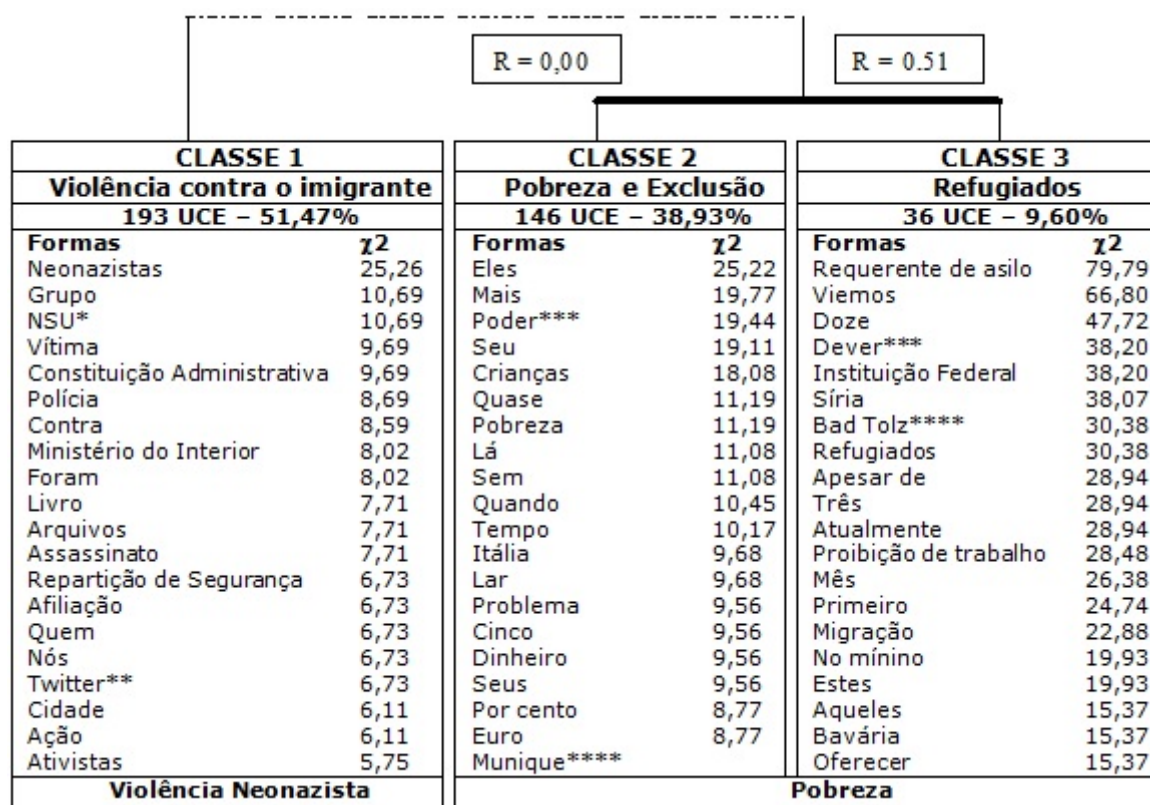 R = 0,00
R = 0.51
CLASSE 1
Violência contra o imigrante
193 UCE – 51,47%
Formas χ2
Neonazistas 25,26
Grupo 10,69
NSU* 10,69
Vítima 9,69
Constituição Administrativa 9,69
Polícia 8,69
Contra 8,59
Ministério do Interior 8,02
Foram 8,02
Livro 7,71
Arquivos 7,71
Assassinato 7,71
Repartição de Segurança 6,73
Afiliação 6,73
Quem 6,73
Nós 6,73
Twitter** 6,73
Cidade 6,11
Ação 6,11
Ativistas 5,75
Violência Neonazista
CLASSE 2
Pobreza e Exclusão
146 UCE – 38,93%
Formas χ2
Eles 25,22
Mais 19,77
Poder*** 19,44
Seu 19,11
Crianças 18,08
Quase 11,19
Pobreza 11,19
Lá 11,08
Sem 11,08
Quando 10,45
Tempo 10,17
Itália 9,68
Lar 9,68
Problema 9,56
Cinco 9,56
Dinheiro 9,56
Seus 9,56
Por cento 8,77
Euro 8,77
Munique****
CLASSE 3
Refugiados
36 UCE – 9,60%
Formas χ2
Requerente de asilo 79,79
Viemos 66,80
Doze 47,72
Dever*** 38,20
Instituição Federal 38,20
Síria 38,07
Bad Tolz**** 30,38
Refugiados 30,38
Apesar de 28,94
Três 28,94
Atualmente 28,94
Proibição de trabalho 28,48
Mês 26,38
Primeiro 24,74
Migração 22,88
No mínino 19,93
Estes 19,93
Aqueles 15,37
Bavária 15,37
Oferecer 15,37
Pobreza